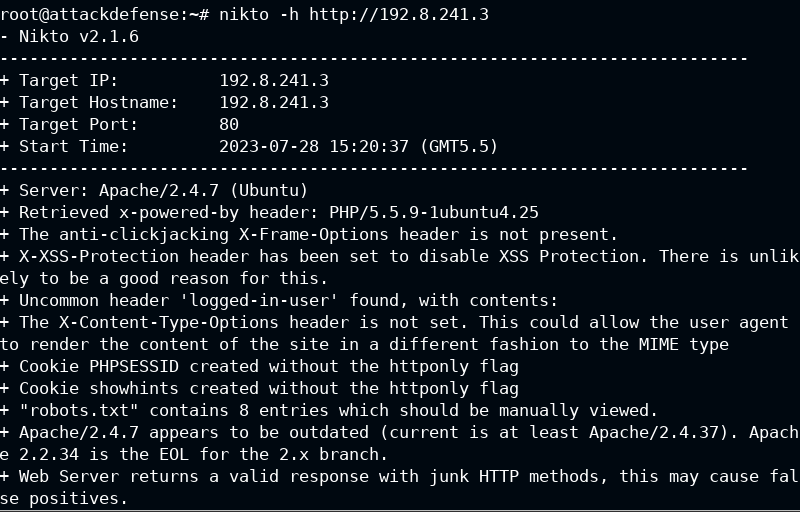 root@attackdefense:~# nikto -h http://192.8.241.3
- Nikto v2.1.6
---------------------------------------------------------------------------
+ Target IP:          192.8.241.3
+ Target Hostname:    192.8.241.3
+ Target Port:        80
+ Start Time:         2023-07-28 15:20:37 (GMT5.5)
---------------------------------------------------------------------------
+ Server: Apache/2.4.7 (Ubuntu)
+ Retrieved x-powered-by header: PHP/5.5.9-1ubuntu4.25
+ The anti-clickjacking X-Frame-Options header is not present.
+ X-XSS-Protection header has been set to disable XSS Protection. There is unlik
ely to be a good reason for this.
+ Uncommon header 'logged-in-user' found, with contents:
+ The X-Content-Type-Options header is not set. This could allow the user agent
to render the content of the site in a different fashion to the MIME type
+ Cookie PHPSESSID created without the httponly flag
+ Cookie showhints created without the httponly flag
+ "robots.txt" contains 8 entries which should be manually viewed.
+ Apache/2.4.7 appears to be outdated (current is at least Apache/2.4.37). Apach
e 2.2.34 is the EOL for the 2.x branch.
+ Web Server returns a valid response with junk HTTP methods, this may cause fal
se positives.